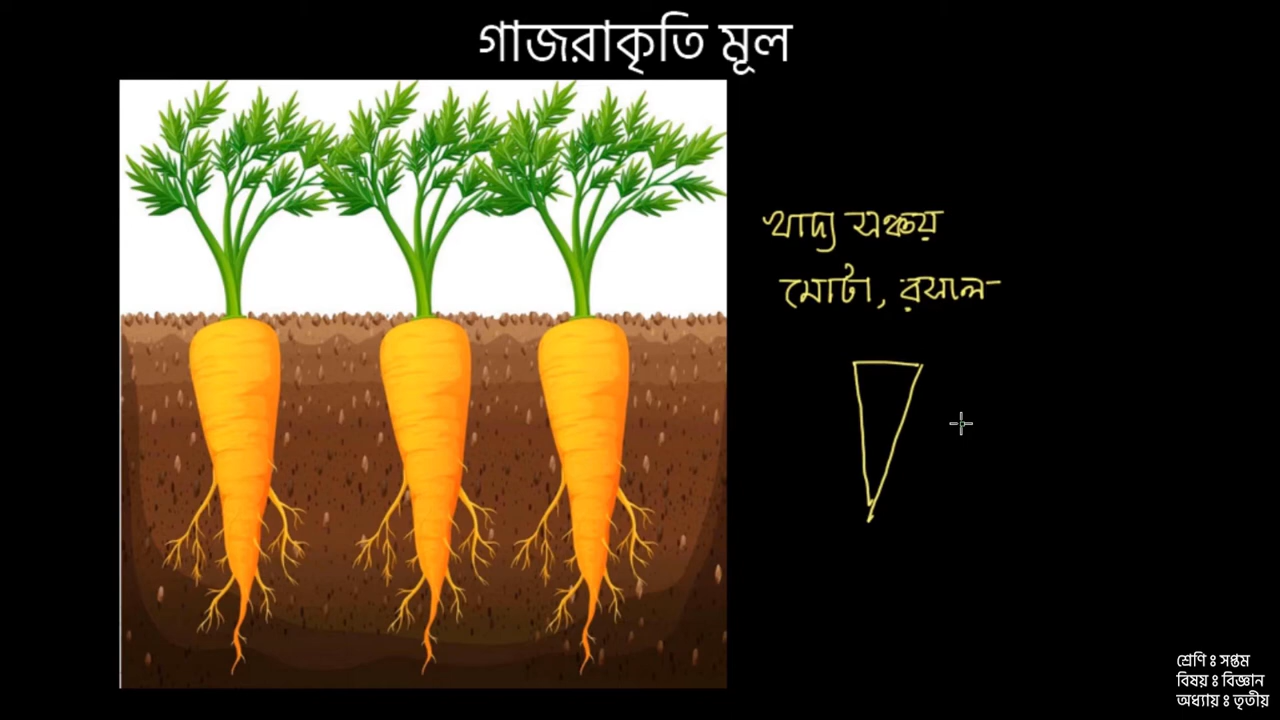 গাজরাকৃতি মূল
খাদ্য সঞ্চয়
মোটা, রসাল
শ্রেণি ঃ সপ্তম
বিষয় ঃ বিজ্ঞান
অধ্যায় ঃ তৃতীয়